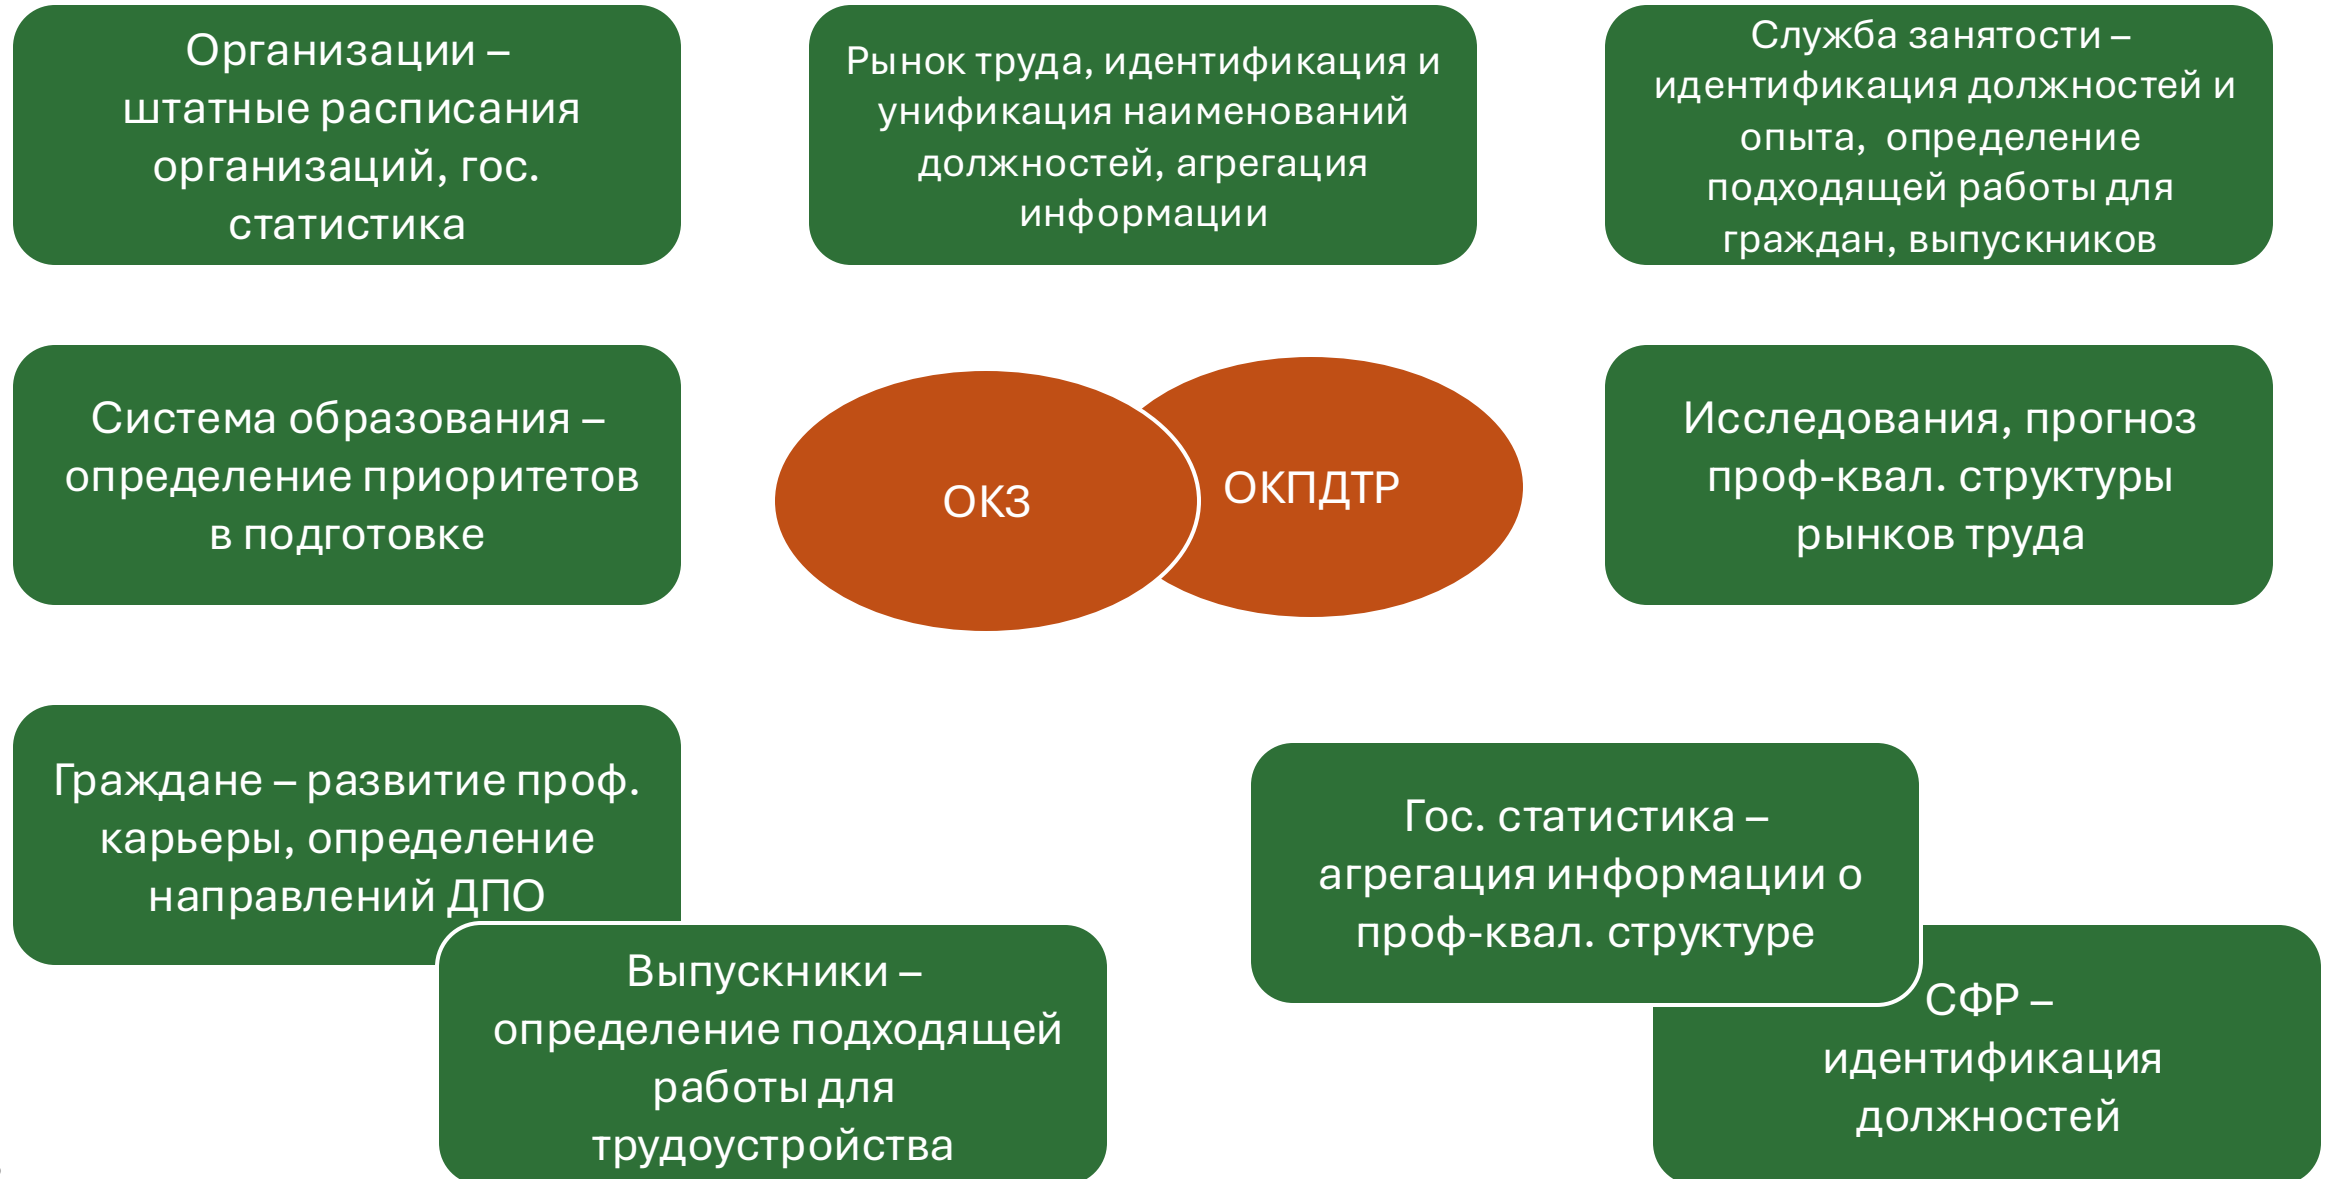 Организации –
штатные расписания
организаций, гос.
статистика
Рынок труда, идентификация и
унификация наименований
должностей, агрегация
информации
Служба занятости –
идентификация должностей и
опыта, определение
подходящей работы для
граждан, выпускников
Система образования –
определение приоритетов
в подготовке
ОКЗ
ОКПДТР
Исследования, прогноз
проф-квал. структуры
рынков труда
Граждане – развитие проф.
карьеры, определение
направлений ДПО
Выпускники –
определение подходящей
работы для
трудоустройства
Гос. статистика –
агрегация информации о
проф-квал. структуре
СФР –
идентификация
должностей